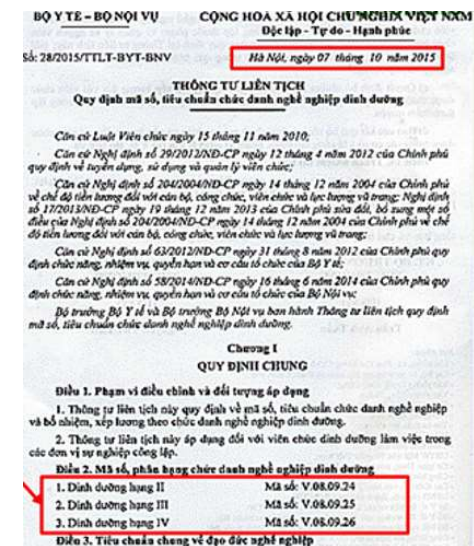 BỘ Y TẾ – BỘ NỘI VỤ
CỘNG HOÀ XÃ HỘI CHỦ NGHĨA VIỆT NAM
Độc lập - Tự do - Hạnh phúc
Số: 28/2015/TTLT-BYT-BNV
Hà Nội, ngày 07 tháng 10 năm 2015
THÔNG TƯ LIÊN TỊCH
Quy định mã số, tiêu chuẩn chức danh nghề nghiệp dinh dưỡng
Căn cứ Luật Viên chức ngày 15 tháng 11 năm 2010;
Căn cứ Nghị định số 29/2012/NĐ-CP ngày 12 tháng 4 năm 2012 của Chính phủ
quy định về tuyển dụng, sử dụng và quản lý viên chức;
Căn cứ Nghị định số 204/2004/NĐ-CP ngày 14 tháng 12 năm 2004 của Chính phủ
về chế độ tiền lương đối với cán bộ, công chức, viên chức và lực lượng vũ trang; Nghị định
số 17/2013/NĐ-CP ngày 19 tháng 12 năm 2013 của Chính phủ sửa đổi, bổ sung một số
điều của Nghị định số 204/2004/NĐ-CP ngày 14 tháng 12 năm 2004 của Chính phủ về chế
độ tiền lương đối với cán bộ, công chức, viên chức và lực lượng vũ trang;
Căn cứ Nghị định số 63/2012/NĐ-CP ngày 31 tháng 8 năm 2012 của Chính phủ quy
định chức năng, nhiệm vụ, quyền hạn và cơ cấu tổ chức của Bộ Y tế;
Căn cứ Nghị định số 58/2014/NĐ-CP ngày 16 tháng 6 năm 2014 của Chính phủ quy
định chức năng, nhiệm vụ, quyền hạn và cơ cấu tổ chức của Bộ Nội vụ;
Bộ trưởng Bộ Y tế và Bộ trưởng Bộ Nội vụ ban hành Thông tư liên tịch quy định
mã số, tiêu chuẩn chức danh nghề nghiệp dinh dưỡng.
Chương I
QUY ĐỊNH CHUNG
Điều 1. Phạm vi điều chỉnh và đối tượng áp dụng
1. Thông tư liên tịch này quy định về mã số, tiêu chuẩn chức danh nghề nghiệp
và bổ nhiệm, xếp lương theo chức danh nghề nghiệp dinh dưỡng.
2. Thông tư liên tịch này áp dụng đối với viên chức dinh dưỡng làm việc trong
các đơn vị sự nghiệp công lập.
Điều 2. Mã số, phân hạng chức danh nghề nghiệp dinh dưỡng
1. Dinh dưỡng hạng II Mã số: V.08.09.24
2. Dinh dưỡng hạng III Mã số: V.08.09.25
3. Dinh dưỡng hạng IV Mã số: V.08.09.26
Điều 3. Tiêu chuẩn chung về đạo đức nghề nghiệp